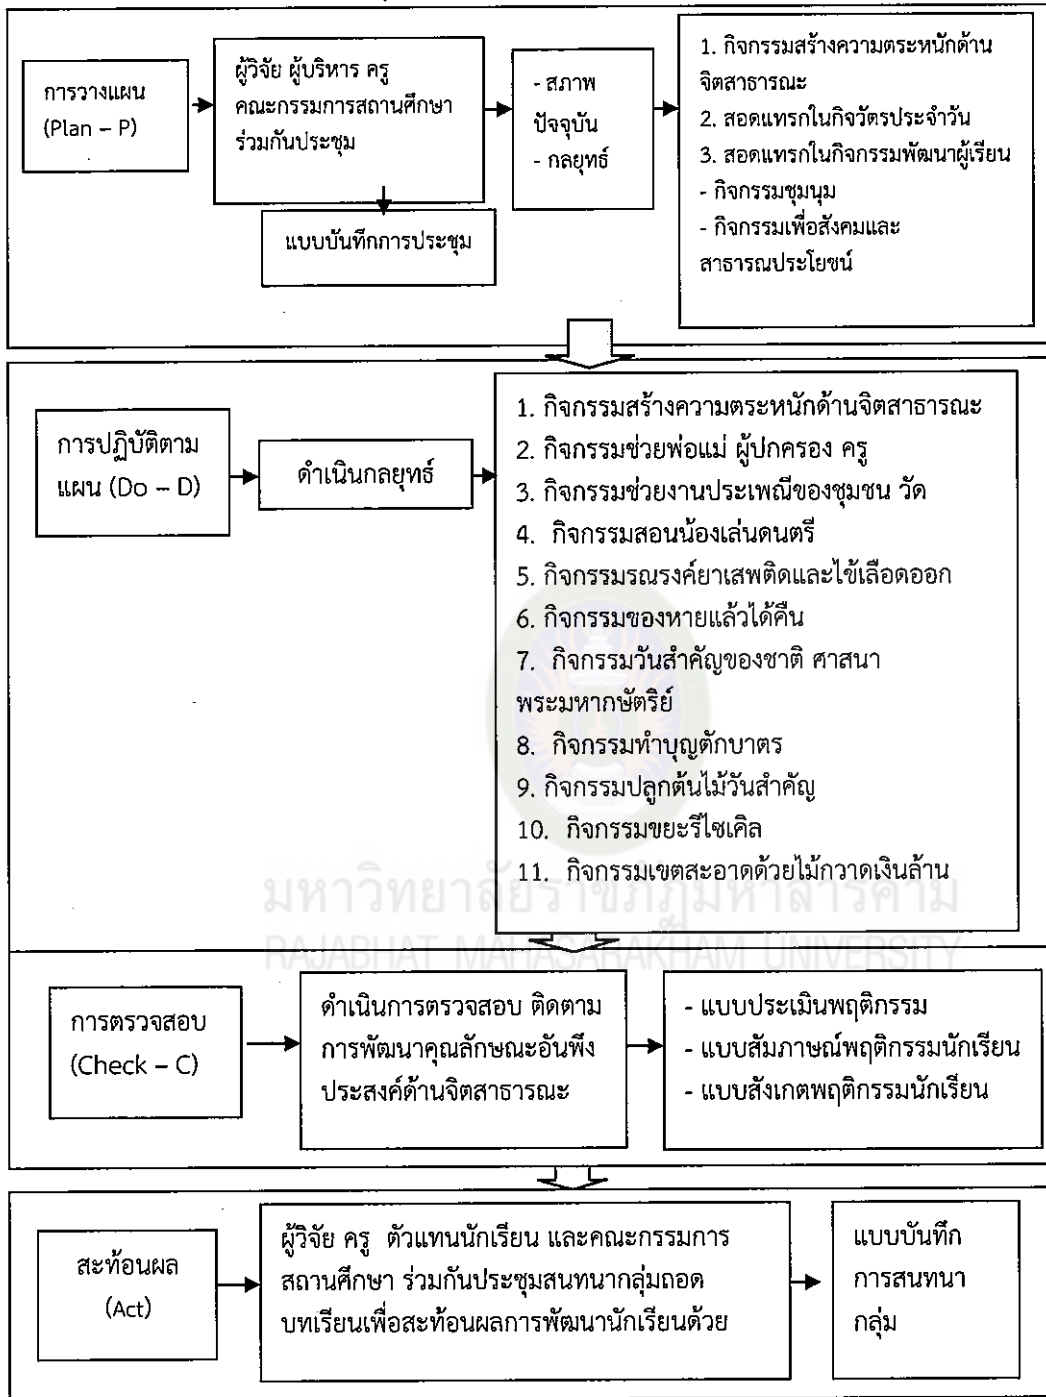 การวางแผน
(Plan – P)
ผู้วิจัย ผู้บริหาร ครู
คณะกรรมการสถานศึกษา
ร่วมกันประชุม
แบบบันทึกการประชุม
- สภาพ
ปัจจุบัน
- กลยุทธ์
1. กิจกรรมสร้างความตระหนักด้าน
จิตสาธารณะ
2. สอดแทรกในกิจวัตรประจำวัน
3. สอดแทรกในกิจกรรมพัฒนาผู้เรียน
- กิจกรรมชุมนุม
- กิจกรรมเพื่อสังคมและ
สาธารณประโยชน์
การปฏิบัติตาม
แผน (Do – D)
ดำเนินกลยุทธ์
1. กิจกรรมสร้างความตระหนักด้านจิตสาธารณะ
2. กิจกรรมช่วยพ่อแม่ ผู้ปกครอง ครู
3. กิจกรรมช่วยงานประเพณีของชุมชน วัด
4. กิจกรรมสอนน้องเล่นดนตรี
5. กิจกรรมรณรงค์ยาเสพติดและไข้เลือดออก
6. กิจกรรมของหายแล้วได้คืน
7. กิจกรรมวันสำคัญของชาติ ศาสนา
พระมหากษัตริย์
8. กิจกรรมทำบุญตักบาตร
9. กิจกรรมปลูกต้นไม้วันสำคัญ
10. กิจกรรมขยะรีไซเคิล
11. กิจกรรมเขตสะอาดด้วยไม้กวาดเงินล้าน
มหาวิทยาลัยราชภัฏมหาสารคาม
RAJABHAT MAHASARAKHAM UNIVERSITY
การตรวจสอบ
(Check – C)
ดำเนินการตรวจสอบ ติดตาม
การพัฒนาคุณลักษณะอันพึง
ประสงค์ด้านจิตสาธารณะ
- แบบประเมินพฤติกรรม
- แบบสัมภาษณ์พฤติกรรมนักเรียน
- แบบสังเกตพฤติกรรมนักเรียน
สะท้อนผล
(Act)
ผู้วิจัย ครู ตัวแทนนักเรียน และคณะกรรมการ
สถานศึกษา ร่วมกันประชุมสนทนากลุ่มถอด
บทเรียนเพื่อสะท้อนผลการพัฒนานักเรียนด้วย
แบบบันทึก
การสนทนา
กลุ่ม